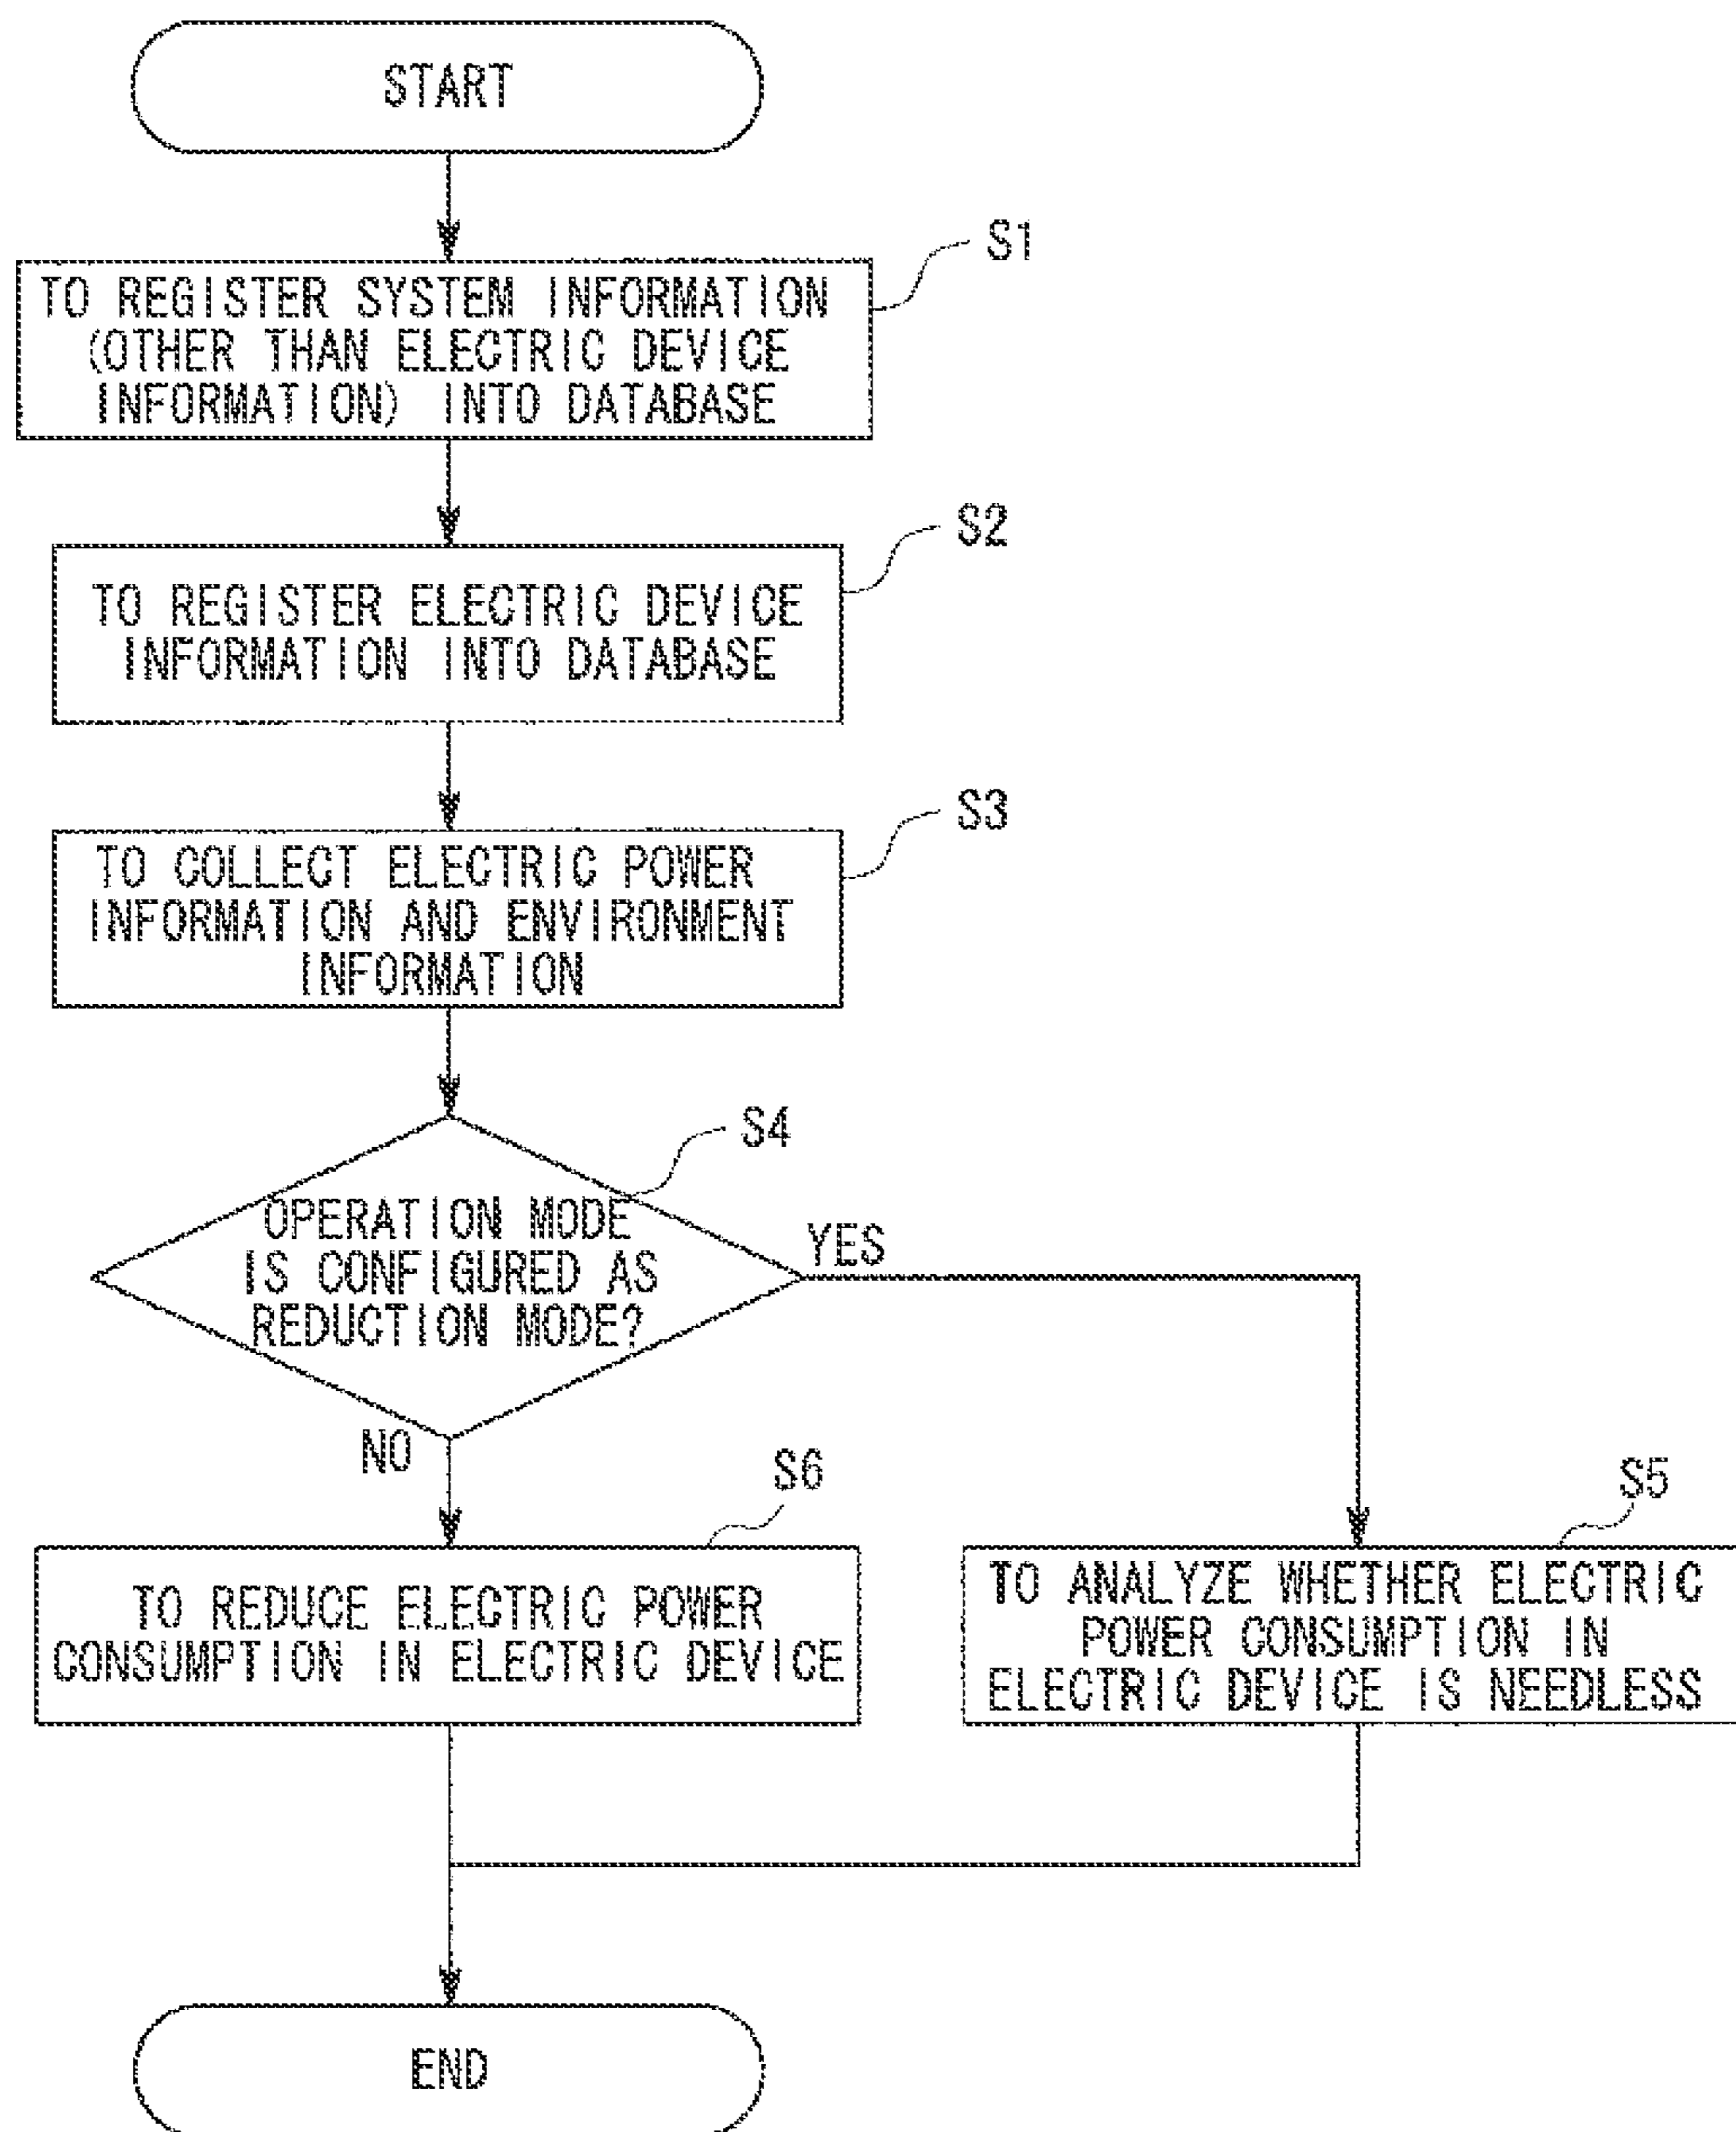 START
S1
TO REGISTER SYSTEM INFORMATION
(OTHER THAN ELECTRIC DEVICE
INFORMATION) INTO DATABASE
S2
TO REGISTER ELECTRIC DEVICE
INFORMATION INTO DATABASE
S3
TO COLLECT ELECTRIC POWER
INFORMATION AND ENVIRONMENT
INFORMATION
S4
OPERATION MODE
IS CONFIGURED AS
REDUCTION MODE?
YES
NO
S6
TO REDUCE ELECTRIC POWER
CONSUMPTION IN ELECTRIC DEVICE
S5
TO ANALYZE WHETHER ELECTRIC
POWER CONSUMPTION IN
ELECTRIC DEVICE IS NEEDLESS
END